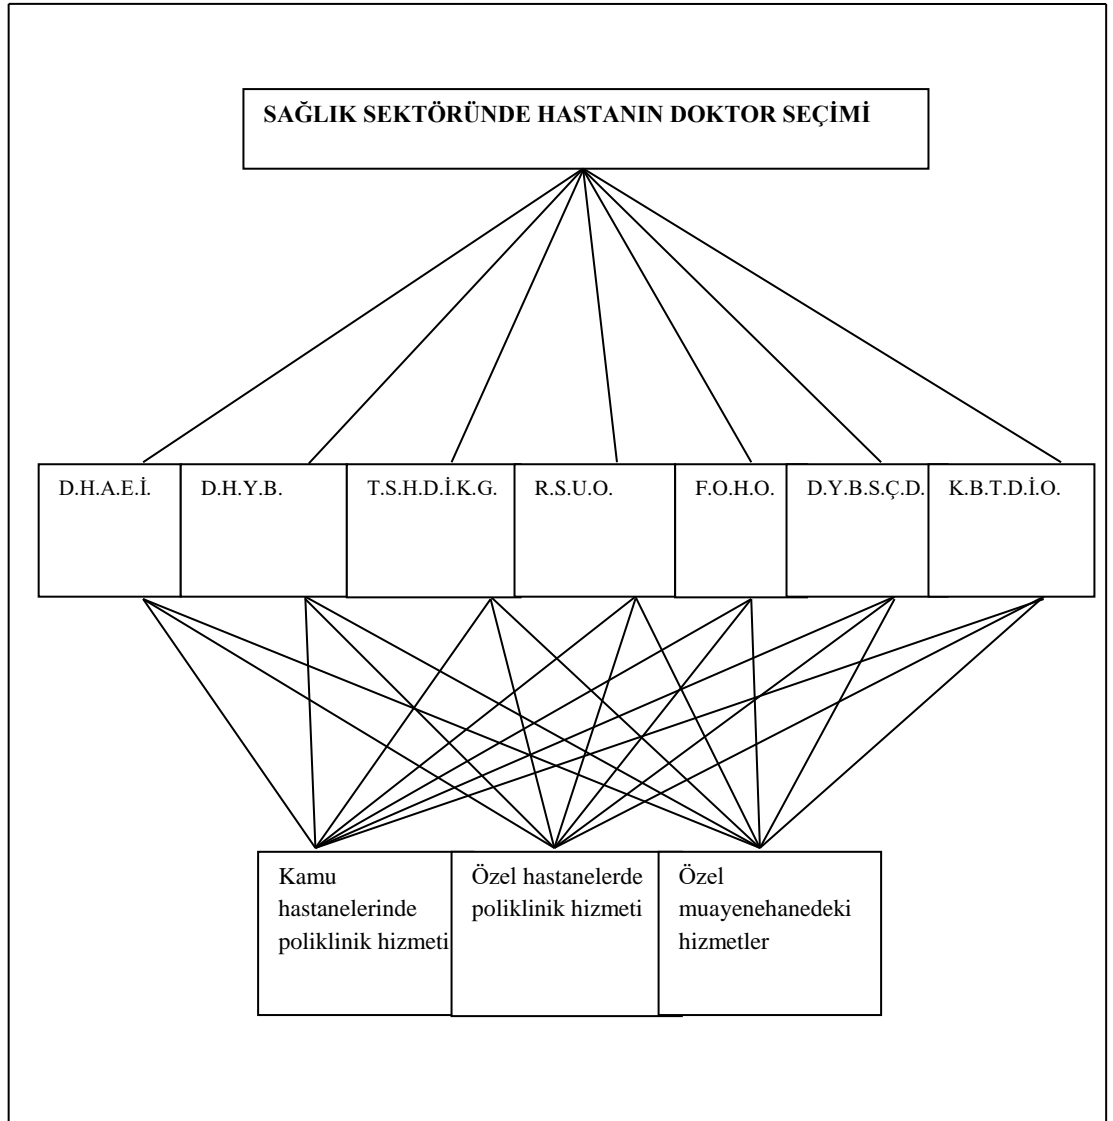 SAĞLIK SEKTÖRÜNDE HASTANIN DOKTOR SEÇİMİ
D.H.A.E.İ.
D.H.Y.B.
T.S.H.D.İ.K.G.
R.S.U.O.
F.O.H.O.
D.Y.B.S.Ç.D.
K.B.T.D.İ.O.
Kamu
hastanelerinde
poliklinik hizmeti
Özel hastanelerde
poliklinik hizmeti
Özel
muayenehanedeki
hizmetler